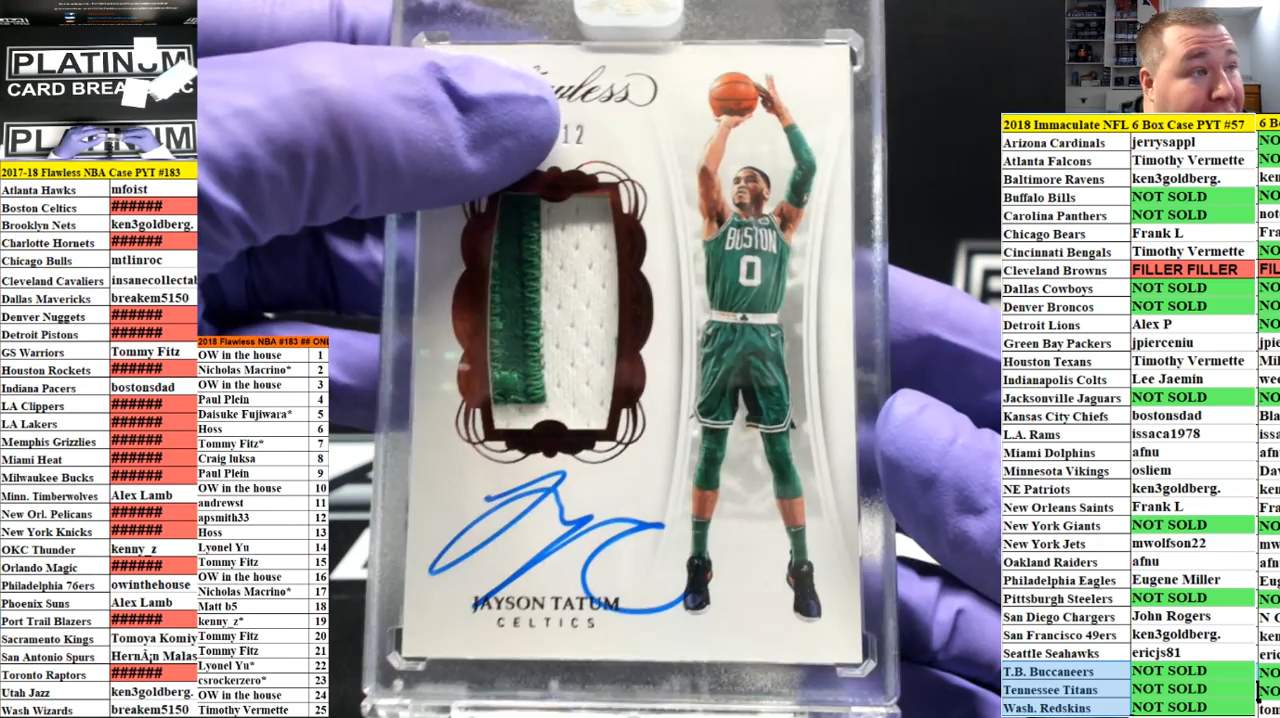 PLATINUM
CARD BREA
PLATI
2017-18 Flawless NBA Case PYT #183
Atlanta Hawks mfoist
Boston Celtics ######
Brooklyn Nets ken3goldberg.
Charlotte Hornets ######
Chicago Bulls mtlinroc
Cleveland Cavaliers insanecollectal
Dallas Mavericks breakem5150
Denver Nuggets ######
Detroit Pistons ######
GS Warriors Tommy Fitz
Houston Rockets ######
Indiana Pacers bostonsdad
LA Clippers ######
LA Lakers ######
Memphis Grizzlies ######
Miami Heat ######
Milwaukee Bucks ######
Minn. Timberwolves Alex Lamb
New Orl. Pelicans ######
New York Knicks ######
OKC Thunder kenny_z
Orlando Magic ######
Philadelphia 76ers owinthehouse
Phoenix Suns Alex Lamb
Port Trail Blazers ######
Sacramento Kings Tomoya Komiy
San Antonio Spurs HernÃ¡n Malas
Toronto Raptors ######
Utah Jazz ken3goldberg.
Wash Wizards breakem5150
2018 Flawless NBA #183 ## ONL
OW in the house 1
Nicholas Macrino* 2
OW in the house 3
Paul Plein 4
Daisuke Fujiwara* 5
Hoss 6
Tommy Fitz* 7
Craig luksa 8
Paul Plein 9
OW in the house 10
andrewst 11
apsmith33 12
Hoss 13
Lyonel Yu 14
Tommy Fitz 15
OW in the house 16
Nicholas Macrino* 17
Matt b5 18
kenny_z* 19
Tommy Fitz 20
Tommy Fitz 21
Lyonel Yu* 22
csrockerzero* 23
OW in the house 24
Timothy Vermette 25
wless
12
BOSTON
0
JAYSON TATUM
CELTICS
2018 Immaculate NFL 6 Box Case PYT #57
Arizona Cardinals jerrysappl
Atlanta Falcons Timothy Vermette
Baltimore Ravens ken3goldberg.
Buffalo Bills NOT SOLD
Carolina Panthers NOT SOLD
Chicago Bears Frank L
Cincinnati Bengals Timothy Vermette
Cleveland Browns FILLER FILLER
Dallas Cowboys NOT SOLD
Denver Broncos NOT SOLD
Detroit Lions Alex P
Green Bay Packers jpierceniu
Houston Texans Timothy Vermette
Indianapolis Colts Lee Jaemin
Jacksonville Jaguars NOT SOLD
Kansas City Chiefs bostonsdad
L.A. Rams issaca1978
Miami Dolphins afnu
Minnesota Vikings osliem
NE Patriots ken3goldberg.
New Orleans Saints Frank L
New York Giants NOT SOLD
New York Jets mwolfson22
Oakland Raiders afnu
Philadelphia Eagles Eugene Miller
Pittsburgh Steelers NOT SOLD
San Diego Chargers John Rogers
San Francisco 49ers ken3goldberg.
Seattle Seahawks ericjs81
T.B. Buccaneers NOT SOLD
Tennessee Titans NOT SOLD
Wash. Redskins NOT SOLD